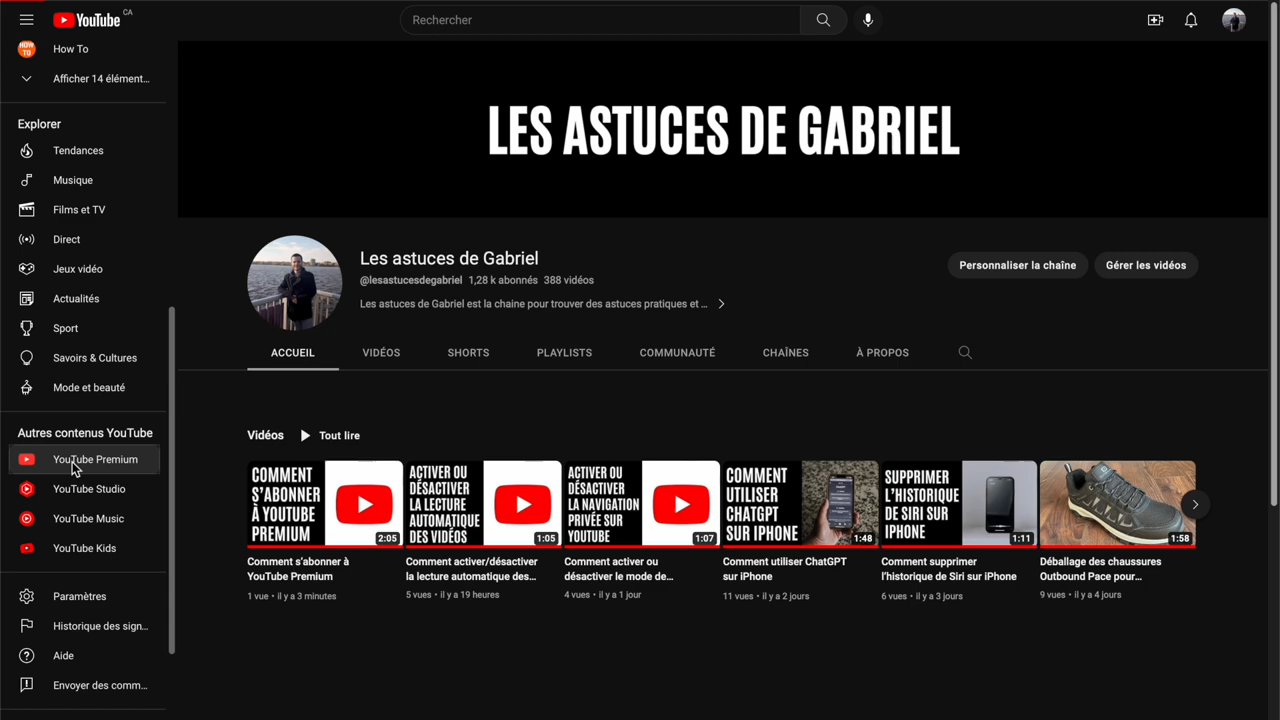 YouTube CA
Rechercher
HOW TO
How To
Afficher 14 élément...
Explorer
Tendances
Musique
Films et TV
Direct
Jeux vidéo
Actualités
Sport
Savoirs & Cultures
Mode et beauté
Autres contenus YouTube
YouTube Premium
YouTube Studio
YouTube Music
YouTube Kids
Paramètres
Historique des sign...
Aide
Envoyer des comm...
LES ASTUCES DE GABRIEL
Les astuces de Gabriel
@lesastucesdegabriel 1,28 k abonnés 388 vidéos
Les astuces de Gabriel est la chaine pour trouver des astuces pratiques et ...
Personnaliser la chaîne
Gérer les vidéos
ACCUEIL VIDÉOS SHORTS PLAYLISTS COMMUNAUTÉ CHAÎNES À PROPOS
Vidéos Tout lire
COMMENT
S'ABONNER
À YOUTUBE
PREMIUM
2:05
Comment s'abonner à
YouTube Premium
1 vue • il y a 3 minutes
ACTIVER OU
DÉSACTIVER
LA LECTURE
AUTOMATIQUE
DES VIDÉOS
1:05
Comment activer/désactiver
la lecture automatique des...
5 vues • il y a 19 heures
ACTIVER OU
DÉSACTIVER
LA NAVIGATION
PRIVÉE SUR
YOUTUBE
1:07
Comment activer ou
désactiver le mode de...
4 vues • il y a 1 jour
COMMENT
UTILISER
CHATGPT
SUR IPHONE
1:48
Comment utiliser ChatGPT
sur iPhone
11 vues • il y a 2 jours
SUPPRIMER
L'HISTORIQUE
DE SIRI SUR
IPHONE
1:11
Comment supprimer
l'historique de Siri sur iPhone
6 vues • il y a 3 jours
1:58
Déballage des chaussures
Outbound Pace pour...
9 vues • il y a 4 jours